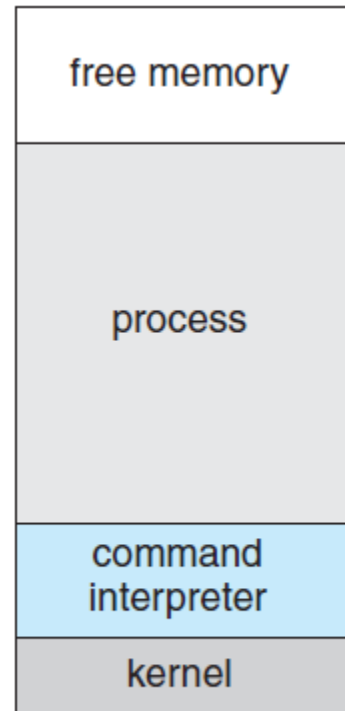 free memory
process
command
interpreter
kernel